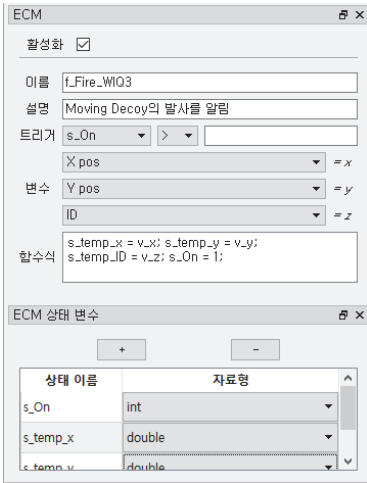 ECM
활성화
이름 f_Fire_WIQ3
설명 Moving Decoy의 발사를 알림
트리거 s_On >
X pos = x
변수 Y pos = y
ID = z
s_temp_x = v_x; s_temp_y = v_y;
함수식 s_temp_ID = v_z; s_On = 1;
ECM 상태 변수
+ −
상태 이름 자료형
s_On int
s_temp_x double
s_temp_y double